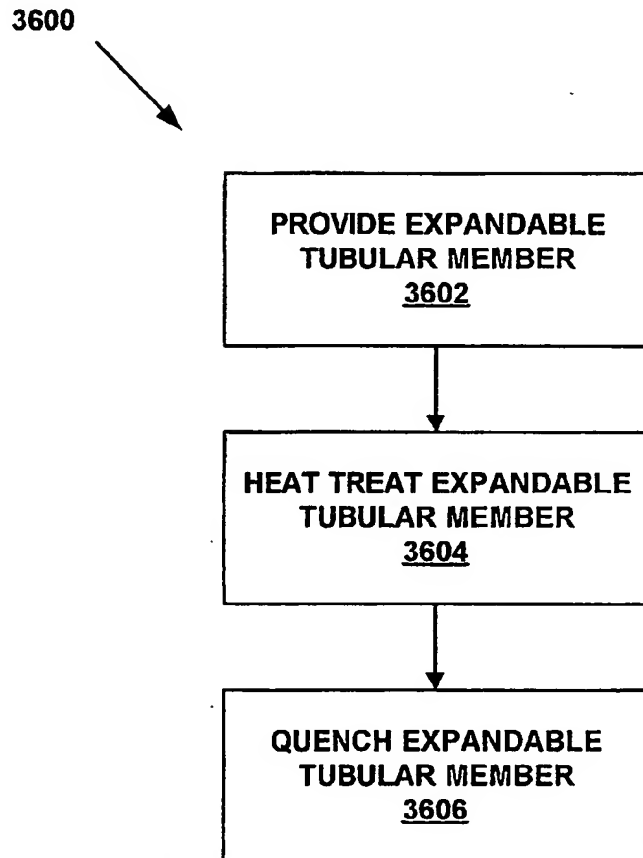 3600
PROVIDE EXPANDABLE
TUBULAR MEMBER
3602
HEAT TREAT EXPANDABLE
TUBULAR MEMBER
3604
QUENCH EXPANDABLE
TUBULAR MEMBER
3606